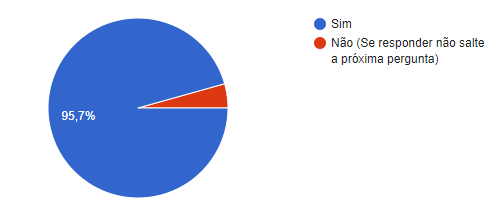 Sim
Não (Se responder não salte
a próxima pergunta)
95,7%